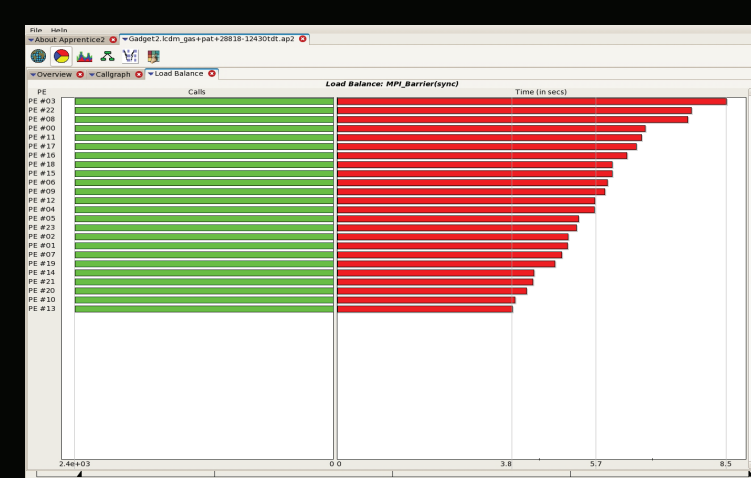 File Help
About Apprentice2 Gadget2.lcdm_gas+pat+28818-12430tdt.ap2
Overview Callgraph Load Balance
Load Balance: MPI_Barrier(sync)
PE Calls Time (in secs)
PE #03
PE #22
PE #08
PE #00
PE #11
PE #17
PE #16
PE #18
PE #15
PE #06
PE #09
PE #12
PE #04
PE #05
PE #23
PE #02
PE #01
PE #07
PE #19
PE #14
PE #21
PE #20
PE #10
PE #13
2.4e+03 0 0 3.8 5.7 8.5